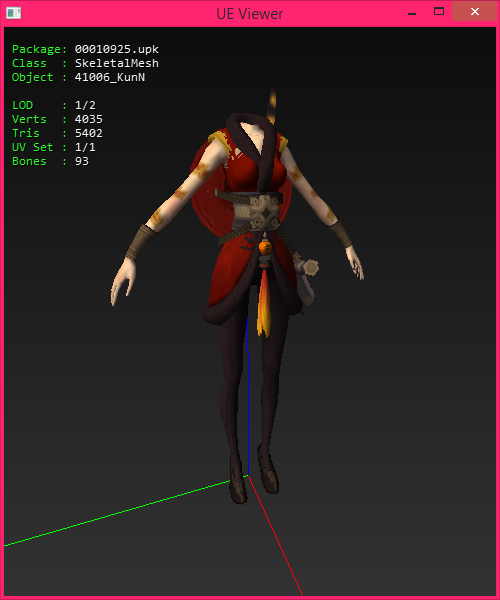 UE Viewer
Package: 00010925.upk
Class  : SkeletalMesh
Object : 41006_KunN
LOD    : 1/2
Verts  : 4035
Tris   : 5402
UV Set : 1/1
Bones  : 93